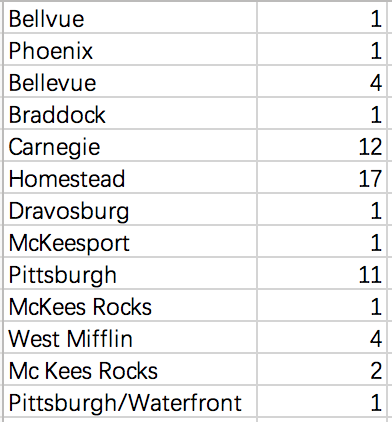 Bellvue 1
Phoenix 1
Bellevue 4
Braddock 1
Carnegie 12
Homestead 17
Dravosburg 1
McKeesport 1
Pittsburgh 11
McKees Rocks 1
West Mifflin 4
Mc Kees Rocks 2
Pittsburgh/Waterfront 1